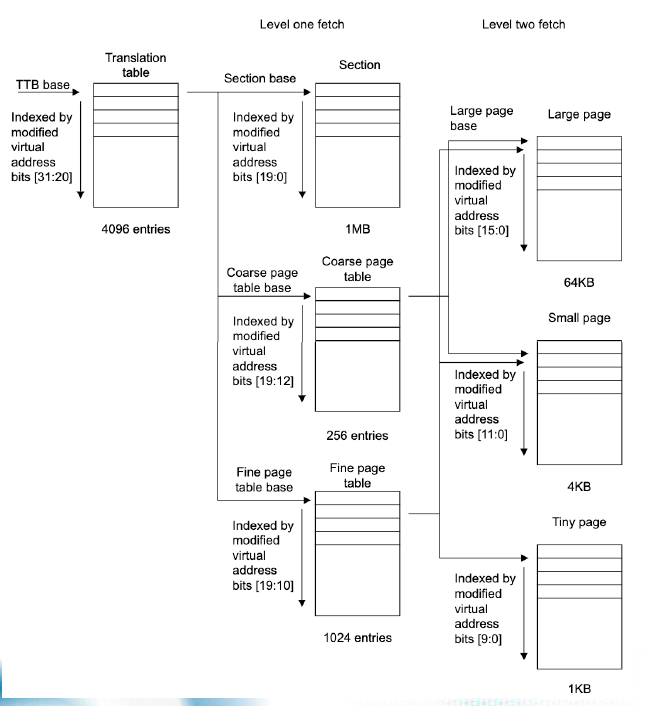 Level one fetch
Level two fetch
Translation
table
TTB base
Indexed by
modified
virtual
address
bits [31:20]
4096 entries
Section base
Section
Indexed by
modified
virtual
address
bits [19:0]
1MB
Coarse page
table base
Coarse page
table
Indexed by
modified
virtual
address
bits [19:12]
256 entries
Fine page
table base
Fine page
table
Indexed by
modified
virtual
address
bits [19:10]
1024 entries
Large page
base
Large page
Indexed by
modified
virtual
address
bits [15:0]
64KB
Small page
Indexed by
modified
virtual
address
bits [11:0]
4KB
Tiny page
Indexed by
modified
virtual
address
bits [9:0]
1KB